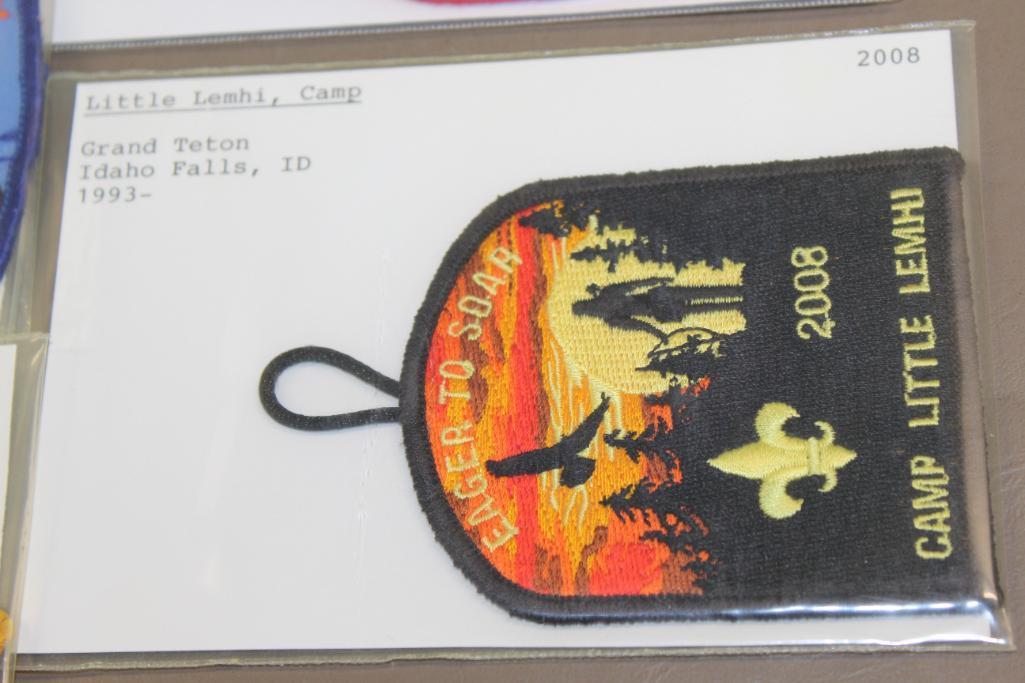 2008
Little Lemhi, Camp
Grand Teton
Idaho Falls, ID
1993-
EAGER TO SOAR
2008
CAMP LITTLE LEMHI